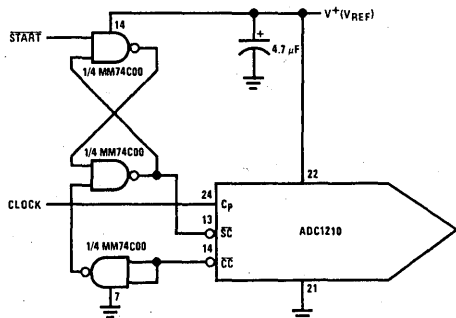 14
V+(VREF)
START
4.7 µF
1/4 MM74C00
1/4 MM74C00
22
CLOCK
24
CP
13
SC
ADC1210
1/4 MM74C00
14
CC
7
21